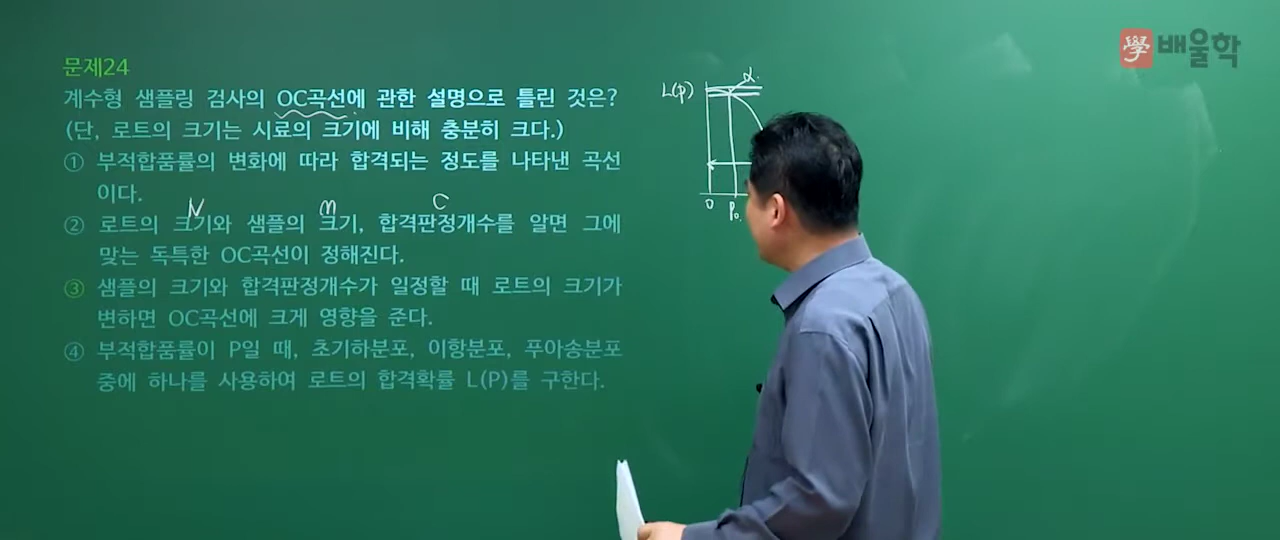 學 배울학
문제24
계수형 샘플링 검사의 OC곡선에 관한 설명으로 틀린 것은?
(단, 로트의 크기는 시료의 크기에 비해 충분히 크다.)
① 부적합품률의 변화에 따라 합격되는 정도를 나타낸 곡선
이다.
N m C
② 로트의 크기와 샘플의 크기, 합격판정개수를 알면 그에
맞는 독특한 OC곡선이 정해진다.
③ 샘플의 크기와 합격판정개수가 일정할 때 로트의 크기가
변하면 OC곡선에 크게 영향을 준다.
④ 부적합품률이 P일 때, 초기하분포, 이항분포, 푸아송분포
중에 하나를 사용하여 로트의 합격확률 L(P)를 구한다.
α.
L(p)
0 P₀.